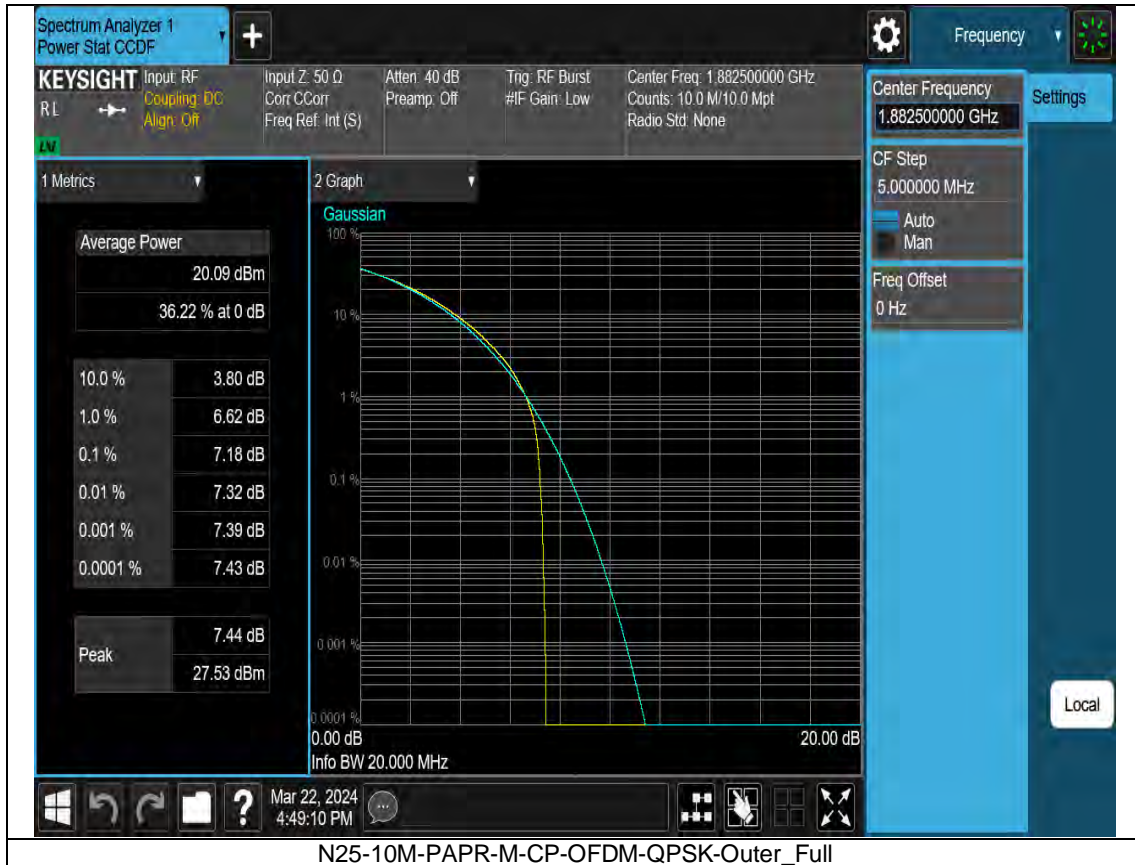 Spectrum Analyzer 1
Power Stat CCDF
+
Frequency
KEYSIGHT
RL
LXI
Input: RF
Coupling: DC
Align: Off
Input Z: 50 Ω
Corr CCorr
Freq Ref: Int (S)
Atten: 40 dB
Preamp: Off
Trig: RF Burst
#IF Gain: Low
Center Freq: 1.882500000 GHz
Counts: 10.0 M/10.0 Mpt
Radio Std: None
Center Frequency
1.882500000 GHz
Settings
CF Step
5.000000 MHz
Auto
Man
Freq Offset
0 Hz
Local
1 Metrics
Average Power
20.09 dBm
36.22 % at 0 dB
10.0 % 3.80 dB
1.0 % 6.62 dB
0.1 % 7.18 dB
0.01 % 7.32 dB
0.001 % 7.39 dB
0.0001 % 7.43 dB
Peak
7.44 dB
27.53 dBm
2 Graph
Gaussian
100 %
10 %
1 %
0.1 %
0.01 %
0.001 %
0.0001 %
0.00 dB 20.00 dB
Info BW 20.000 MHz
?
Mar 22, 2024
4:49:10 PM
N25-10M-PAPR-M-CP-OFDM-QPSK-Outer_Full